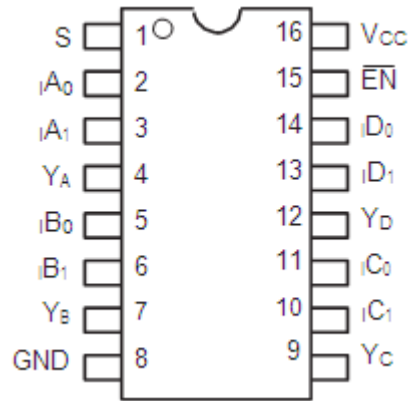 S 1 16 VCC
IA0 2 15 E̅N̅
IA1 3 14 ID0
YA 4 13 ID1
IB0 5 12 YD
IB1 6 11 IC0
YB 7 10 IC1
GND 8 9 YC